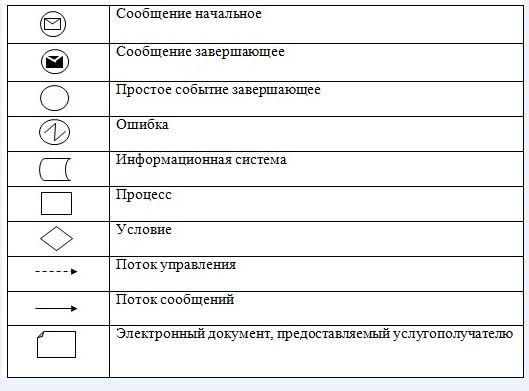 Сообщение начальное
Сообщение завершающее
Простое событие завершающее
Ошибка
Информационная система
Процесс
Условие
Поток управления
Поток сообщений
Электронный документ, предоставляемый услугополучателю